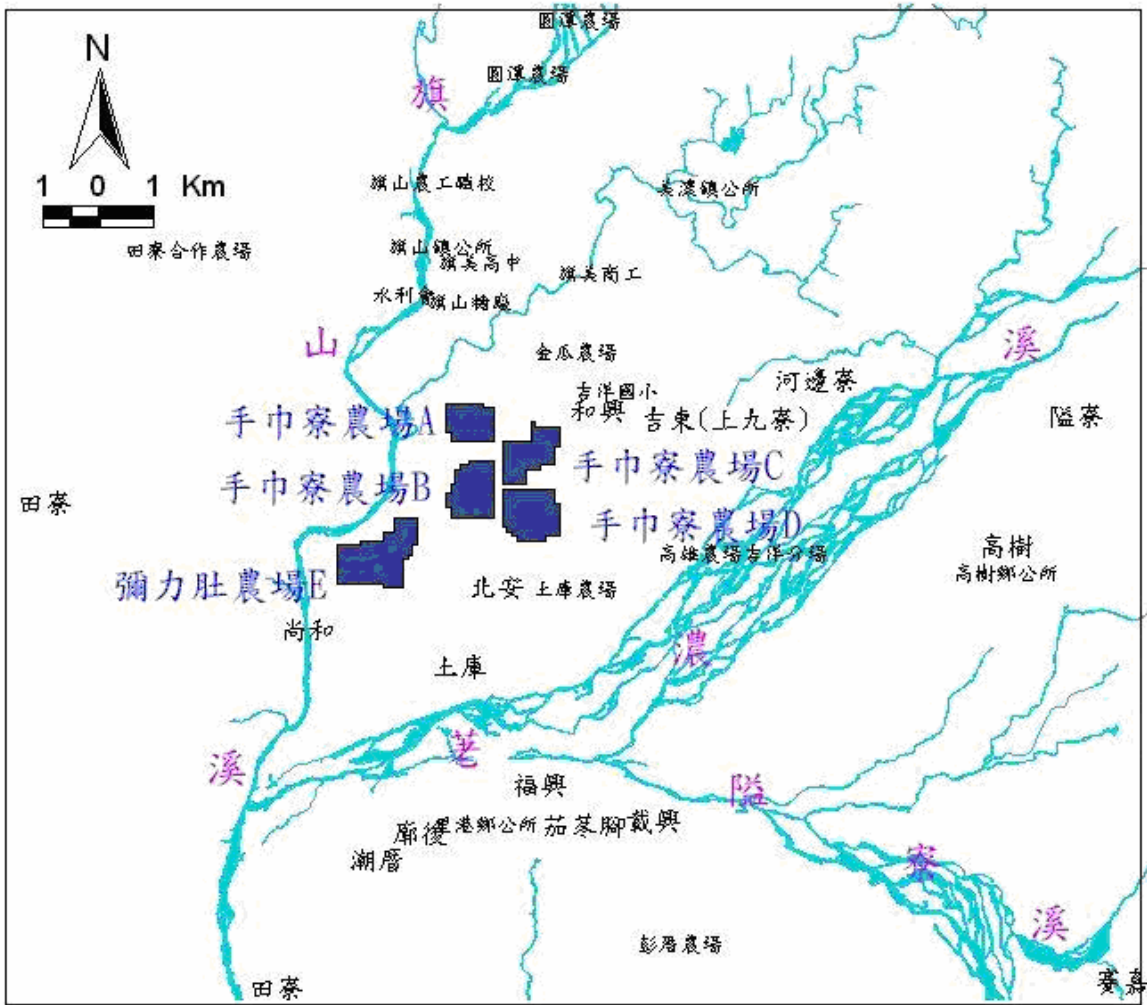 圓潭農場
N
圓潭農場
旗
1 0 1 Km
旗山農工職校
美濃鎮公所
田寮合作農場
旗山鎮公所
旗美高中
旗美商工
水利會
旗山糖廠
山
溪
金瓜農場
河邊寮
吉洋國小
和興
吉東(上九寮)
隘寮
手巾寮農場A
手巾寮農場C
手巾寮農場B
田寮
手巾寮農場D
高雄農場吉洋分場
高樹
高樹鄉公所
彌力肚農場E
北安
土庫農場
尚和
濃
土庫
荖
溪
福興
隘
廊後
里港鄉公所
茄苳腳
載興
潮厝
寮
溪
彭厝農場
賽嘉
田寮